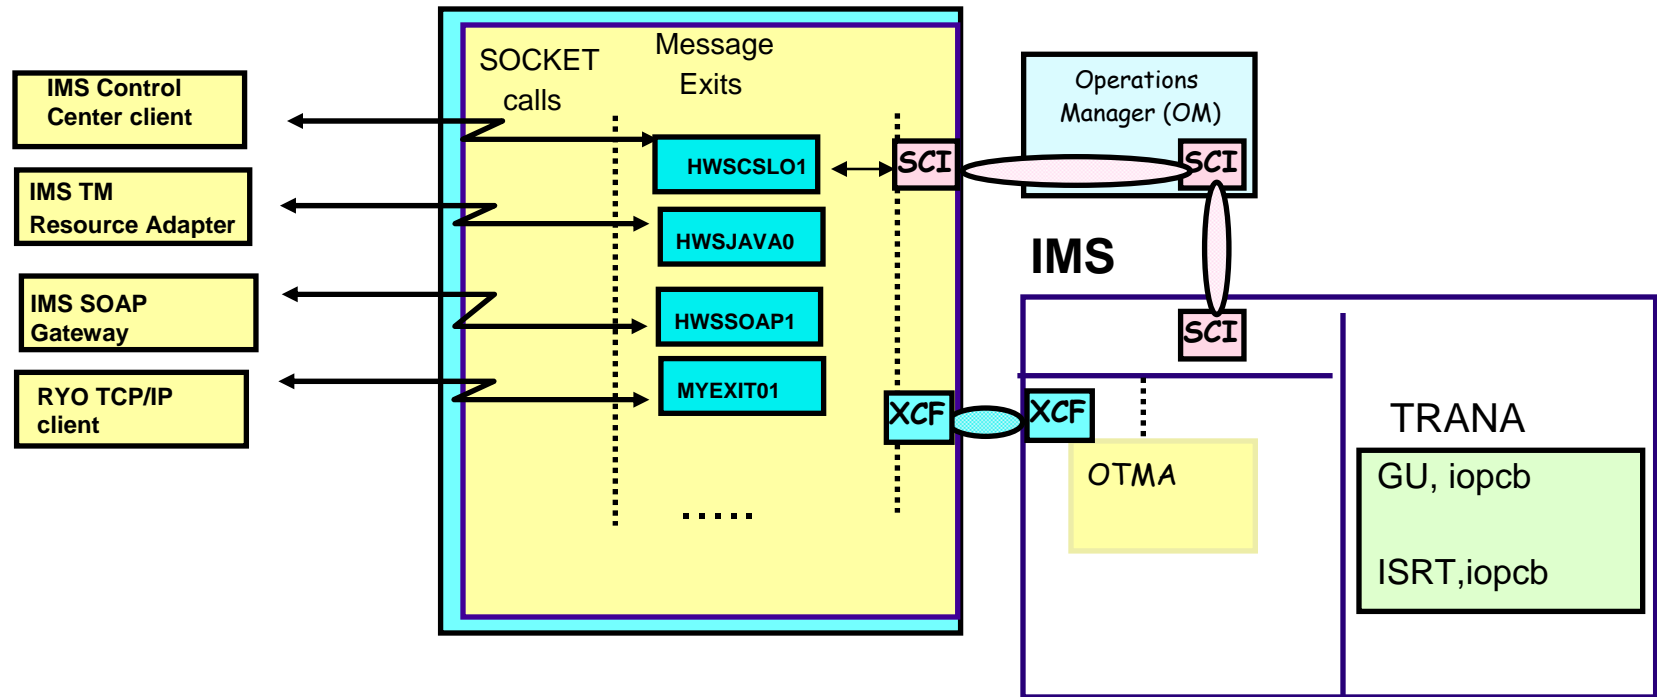 IMS Control
Center client
IMS TM
Resource Adapter
IMS SOAP
Gateway
RYO TCP/IP
client
SOCKET
calls
Message
Exits
HWSCSLO1
HWSJAVA0
HWSSOAP1
MYEXIT01
.....
SCI
XCF
Operations
Manager (OM)
SCI
IMS
SCI
XCF
OTMA
TRANA
GU, iopcb
ISRT,iopcb